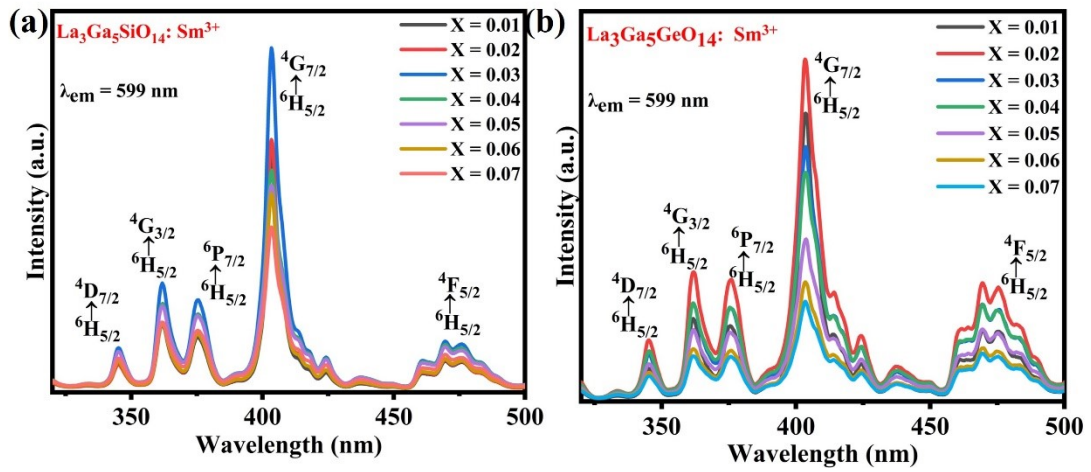 (a)
La₃Ga₅SiO₁₄: Sm³⁺
λem = 599 nm
X = 0.01
X = 0.02
X = 0.03
X = 0.04
X = 0.05
X = 0.06
X = 0.07
⁴D₇/₂
↑
⁶H₅/₂
⁴G₃/₂
↑
⁶H₅/₂
⁶P₇/₂
↑
⁶H₅/₂
⁴G₇/₂
↑
⁶H₅/₂
⁴F₅/₂
↑
⁶H₅/₂
Intensity (a.u.)
350 400 450 500
Wavelength (nm)
(b)
La₃Ga₅GeO₁₄: Sm³⁺
λem = 599 nm
X = 0.01
X = 0.02
X = 0.03
X = 0.04
X = 0.05
X = 0.06
X = 0.07
⁴D₇/₂
↑
⁶H₅/₂
⁴G₃/₂
↑
⁶H₅/₂
⁶P₇/₂
↑
⁶H₅/₂
⁴G₇/₂
↑
⁶H₅/₂
⁴F₅/₂
↑
⁶H₅/₂
Intensity (a.u.)
350 400 450 500
Wavelength (nm)